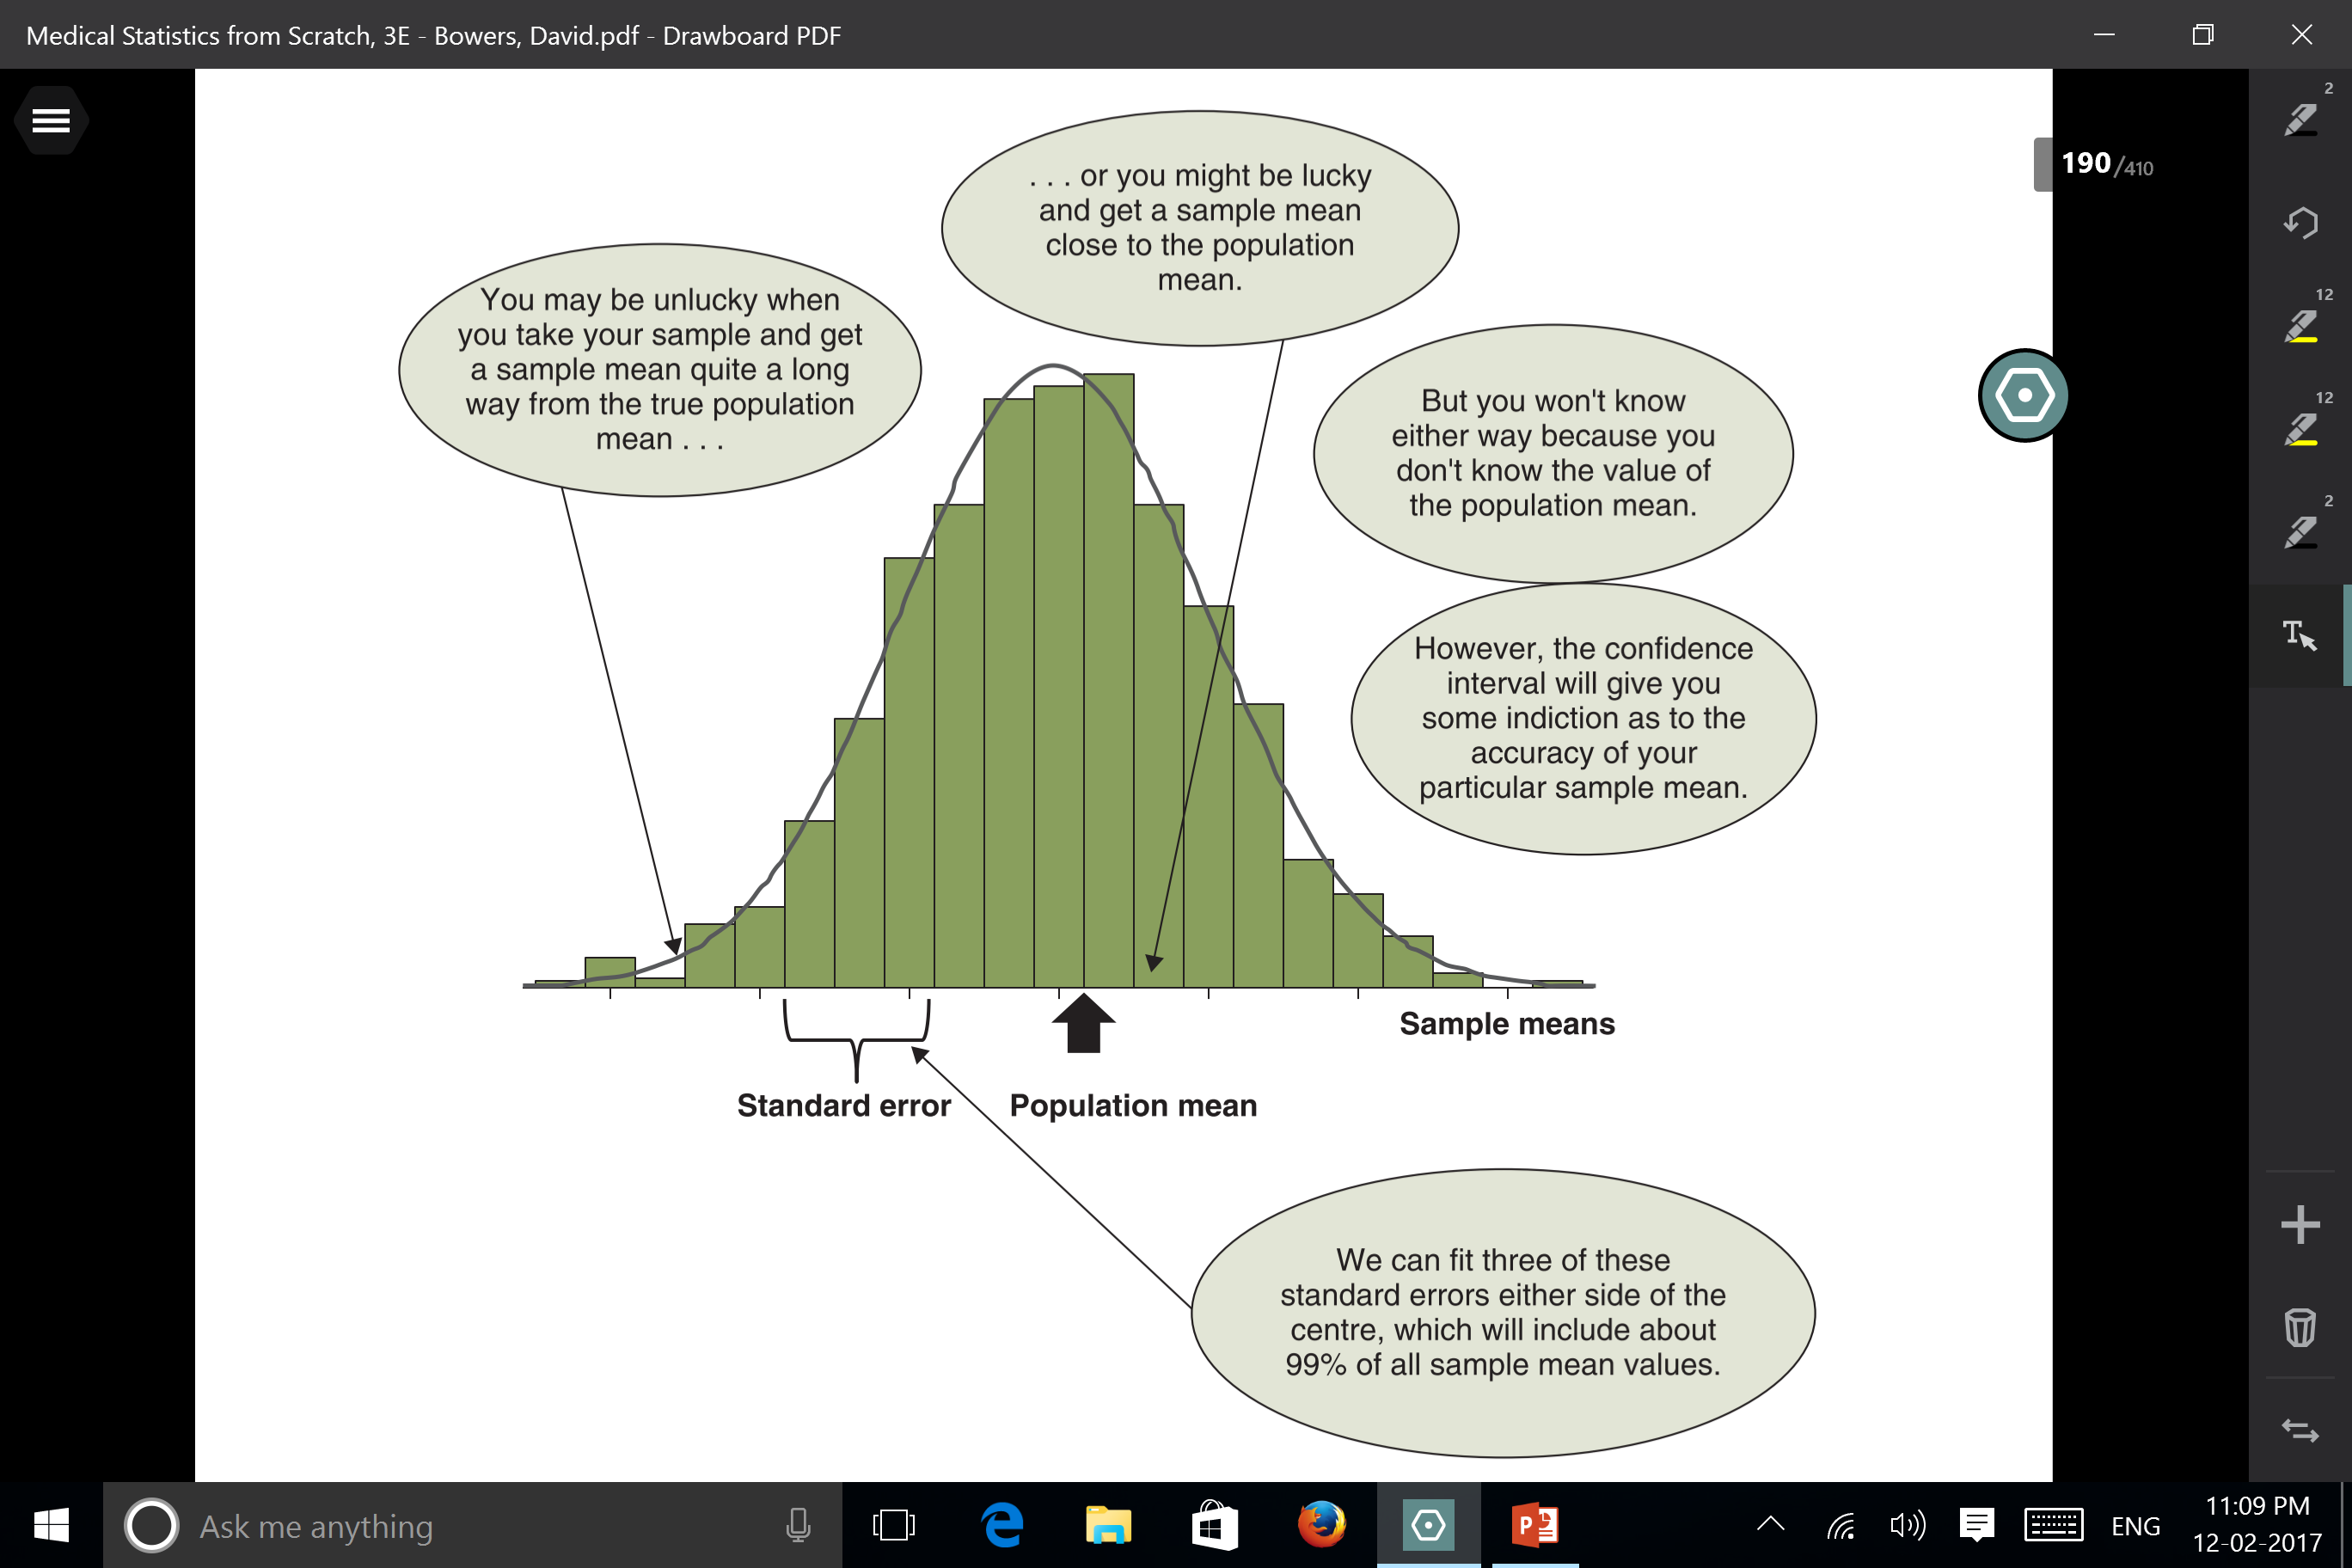 Medical Statistics from Scratch, 3E - Bowers, David.pdf - Drawboard PDF
190/410
2
12
12
2
. . . or you might be lucky
and get a sample mean
close to the population
mean.
You may be unlucky when
you take your sample and get
a sample mean quite a long
way from the true population
mean . . .
But you won't know
either way because you
don't know the value of
the population mean.
However, the confidence
interval will give you
some indiction as to the
accuracy of your
particular sample mean.
Sample means
Standard error
Population mean
We can fit three of these
standard errors either side of the
centre, which will include about
99% of all sample mean values.
Ask me anything
ENG
11:09 PM
12-02-2017